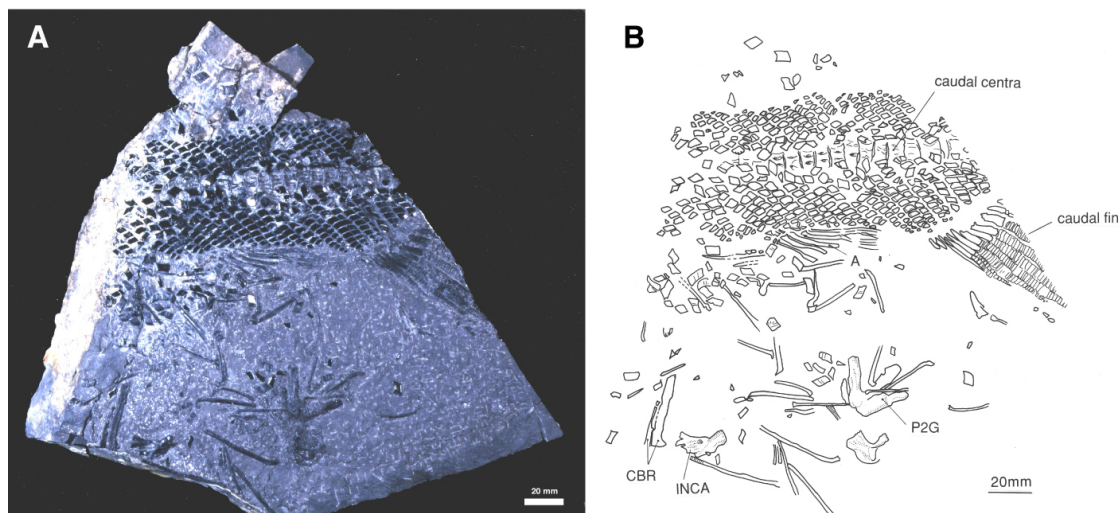 A
20 mm
B
caudal centra
caudal fin
A
P2G
CBR
INCA
20mm